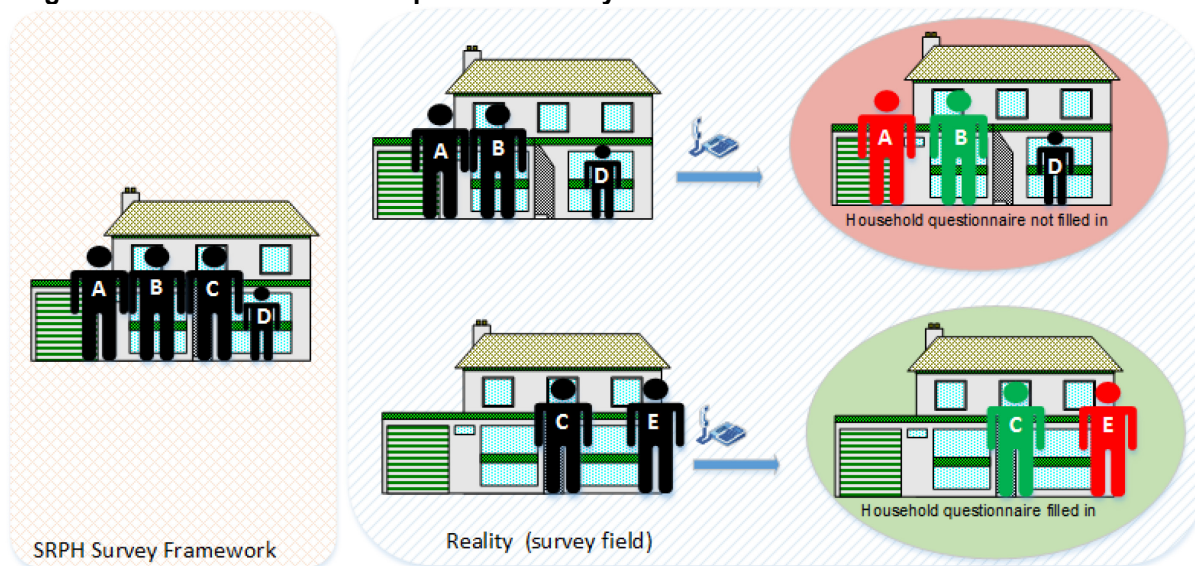 A B C D
SRPH Survey Framework
A B D
A B D
Household questionnaire not filled in
C E
C E
Household questionnaire filled in
Reality (survey field)